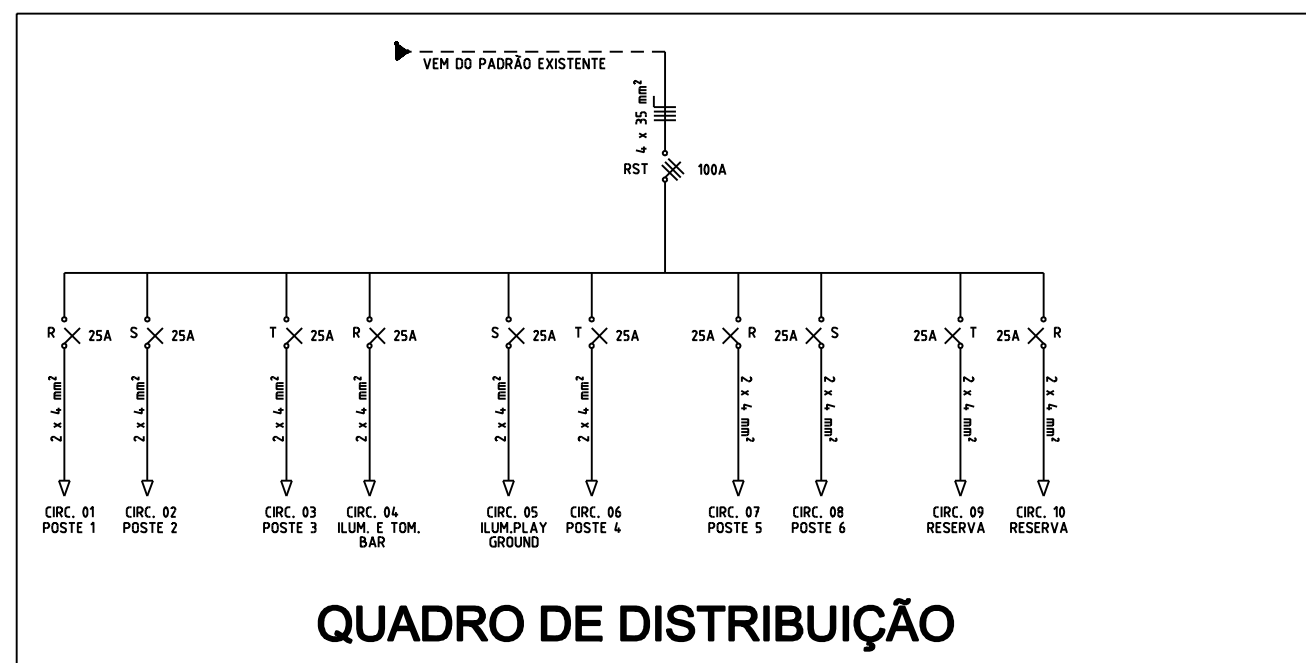 VEM DO PADRÃO EXISTENTE
4 x 35 mm²
RST 100A
R 25A S 25A T 25A R 25A S 25A T 25A 25A R 25A S 25A T 25A R
2 x 4 mm² 2 x 4 mm² 2 x 4 mm² 2 x 4 mm² 2 x 4 mm² 2 x 4 mm² 2 x 4 mm² 2 x 4 mm² 2 x 4 mm² 2 x 4 mm²
CIRC. 01
POSTE 1
CIRC. 02
POSTE 2
CIRC. 03
POSTE 3
CIRC. 04
ILUM. E TOM.
BAR
CIRC. 05
ILUM.PLAY
GROUND
CIRC. 06
POSTE 4
CIRC. 07
POSTE 5
CIRC. 08
POSTE 6
CIRC. 09
RESERVA
CIRC. 10
RESERVA
QUADRO DE DISTRIBUIÇÃO